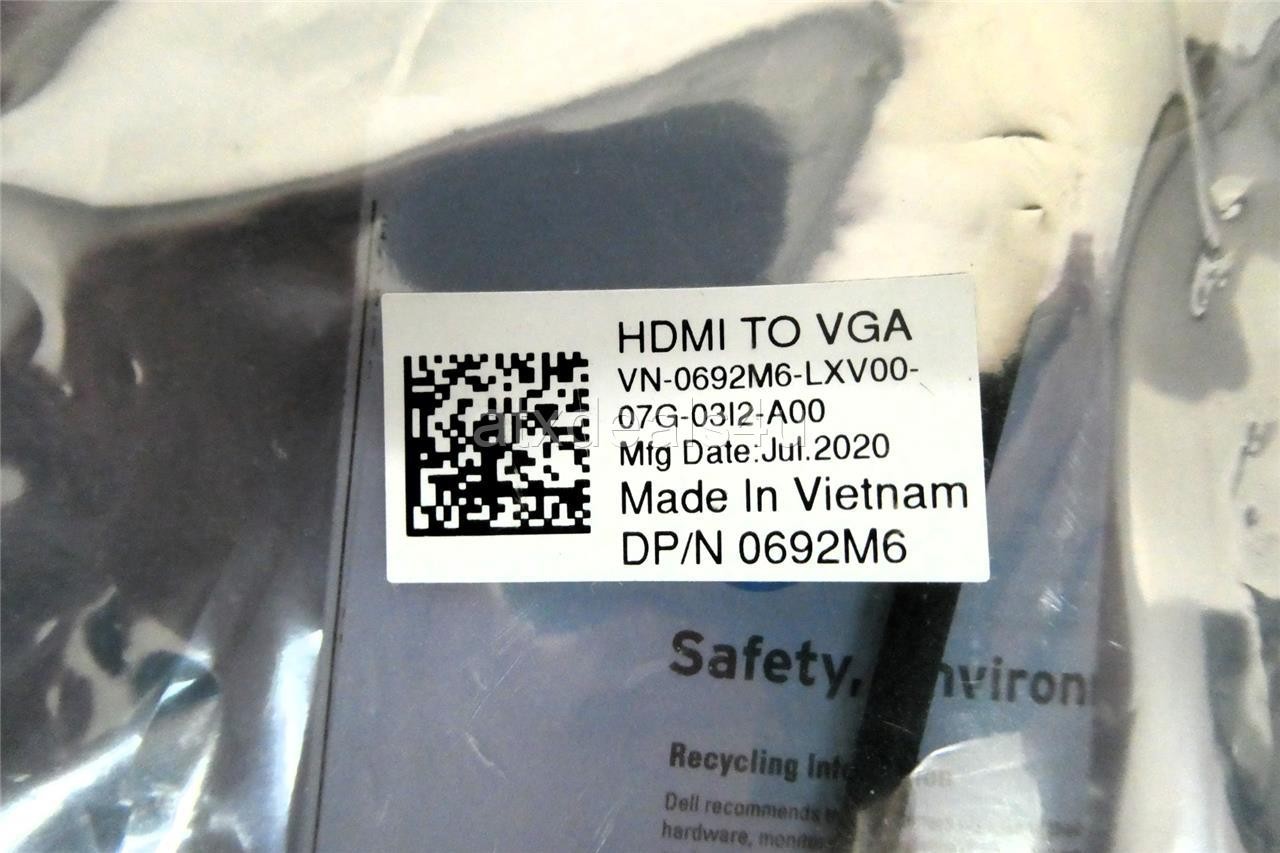 HDMI TO VGA
VN-0692M6-LXV00-
07G-03I2-A00
Mfg Date:Jul.2020
Made In Vietnam
DP/N 0692M6
atxdeals4u
Safety,
Recycling
Dell recommends
hardware,